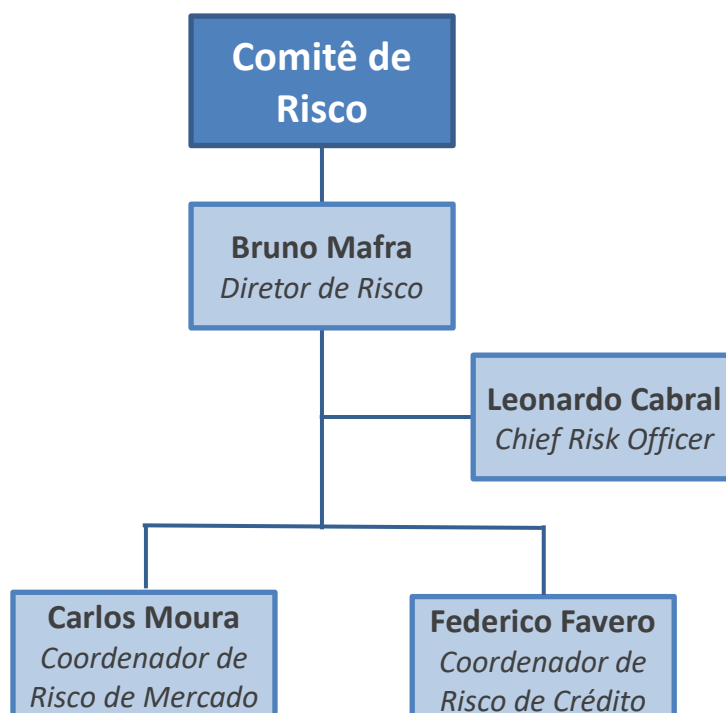 Comitê de
Risco
Bruno Mafra
Diretor de Risco
Leonardo Cabral
Chief Risk Officer
Carlos Moura
Coordenador de
Risco de Mercado
Federico Favero
Coordenador de
Risco de Crédito